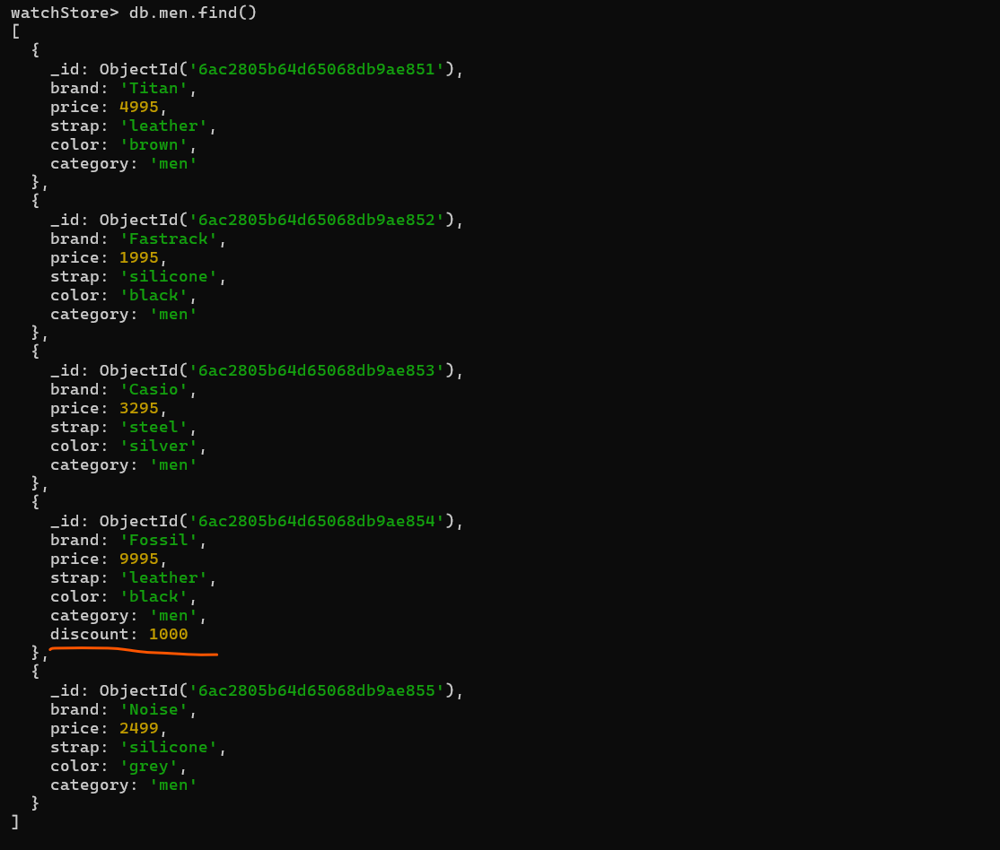 watchStore> db.men.find()
[
  {
    _id: ObjectId('6ac2805b64d65068db9ae851'),
    brand: 'Titan',
    price: 4995,
    strap: 'leather',
    color: 'brown',
    category: 'men'
  },
  {
    _id: ObjectId('6ac2805b64d65068db9ae852'),
    brand: 'Fastrack',
    price: 1995,
    strap: 'silicone',
    color: 'black',
    category: 'men'
  },
  {
    _id: ObjectId('6ac2805b64d65068db9ae853'),
    brand: 'Casio',
    price: 3295,
    strap: 'steel',
    color: 'silver',
    category: 'men'
  },
  {
    _id: ObjectId('6ac2805b64d65068db9ae854'),
    brand: 'Fossil',
    price: 9995,
    strap: 'leather',
    color: 'black',
    category: 'men',
    discount: 1000
  },
  {
    _id: ObjectId('6ac2805b64d65068db9ae855'),
    brand: 'Noise',
    price: 2499,
    strap: 'silicone',
    color: 'grey',
    category: 'men'
  }
]